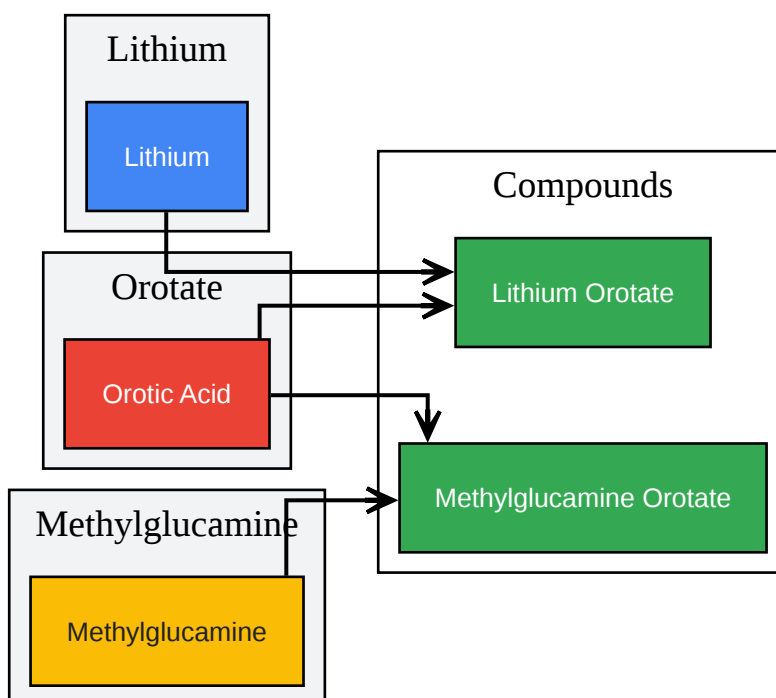 Lithium
Lithium
Compounds
Lithium Orotate
Orotate
Orotic Acid
Methylglucamine Orotate
Methylglucamine
Methylglucamine